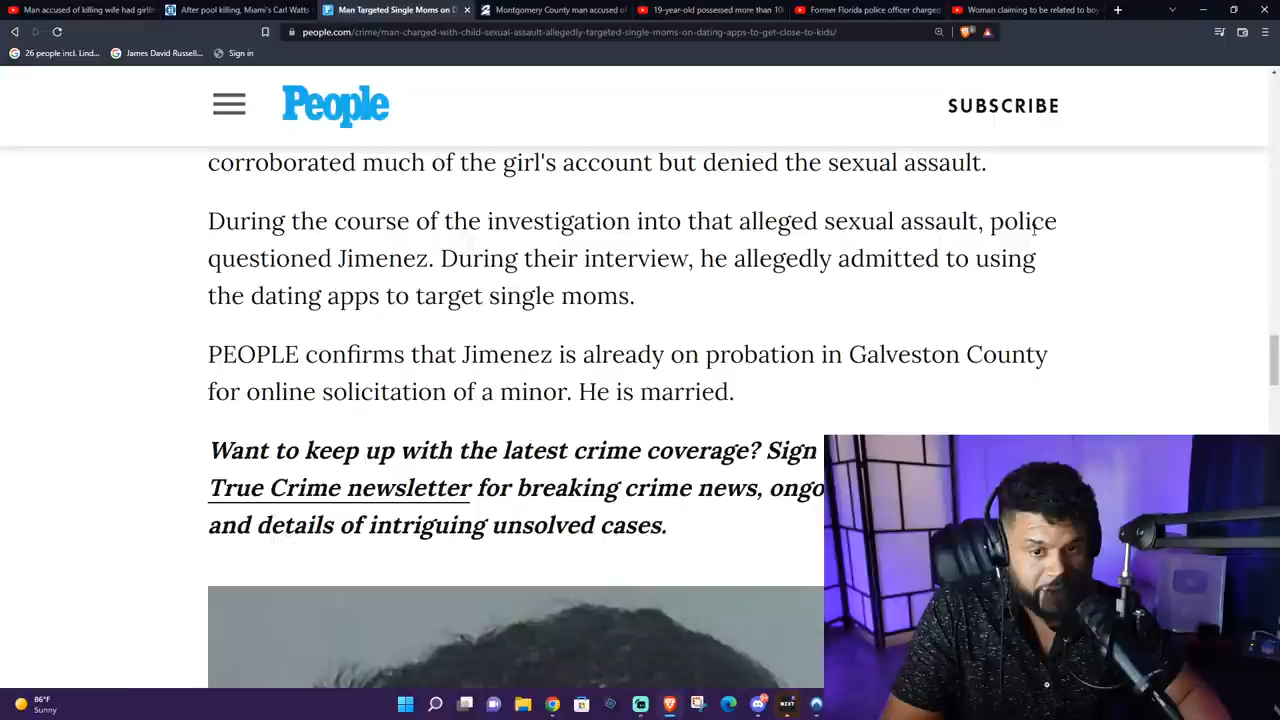 Man accused of killing wife had girlfri
After pool killing, Miami's Carl Watts
Man Targeted Single Moms on D
Montgomery County man accused of
19-year-old possessed more than 10
Former Florida police officer charged
Woman claiming to be related to boy
people.com/crime/man-charged-with-child-sexual-assault-allegedly-targeted-single-moms-on-dating-apps-to-get-close-to-kids/
26 people incl. Lind...
James David Russell...
Sign in
People
SUBSCRIBE
corroborated much of the girl's account but denied the sexual assault.
During the course of the investigation into that alleged sexual assault, police
questioned Jimenez. During their interview, he allegedly admitted to using
the dating apps to target single moms.
PEOPLE confirms that Jimenez is already on probation in Galveston County
for online solicitation of a minor. He is married.
Want to keep up with the latest crime coverage? Sign
True Crime newsletter for breaking crime news, ongo
and details of intriguing unsolved cases.
86°F
Sunny
NZXT